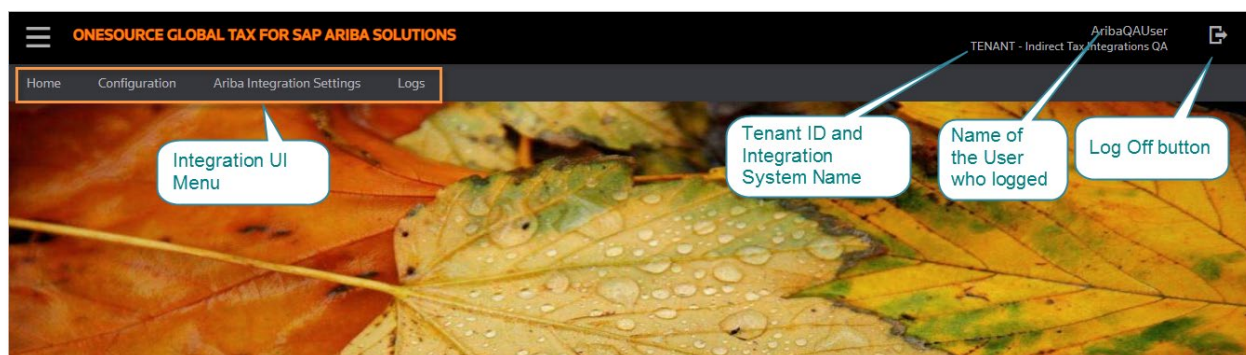 ONESOURCE GLOBAL TAX FOR SAP ARIBA SOLUTIONS
AribaQAUser
TENANT - Indirect Tax Integrations QA
Home Configuration Ariba Integration Settings Logs
Integration UI
Menu
Tenant ID and
Integration
System Name
Name of
the User
who logged
Log Off button